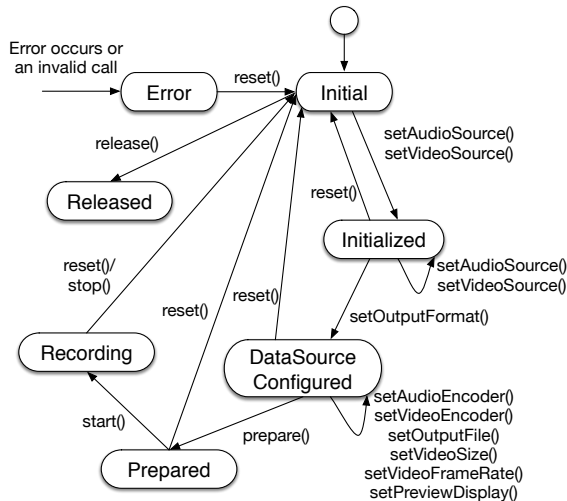 Error occurs or
an invalid call
Error
reset()
Initial
setAudioSource()
setVideoSource()
release()
reset()
Released
Initialized
reset()/
stop()
setAudioSource()
setVideoSource()
reset()
reset()
setOutputFormat()
Recording
DataSource
Configured
setAudioEncoder()
setVideoEncoder()
setOutputFile()
setVideoSize()
setVideoFrameRate()
setPreviewDisplay()
start()
prepare()
Prepared